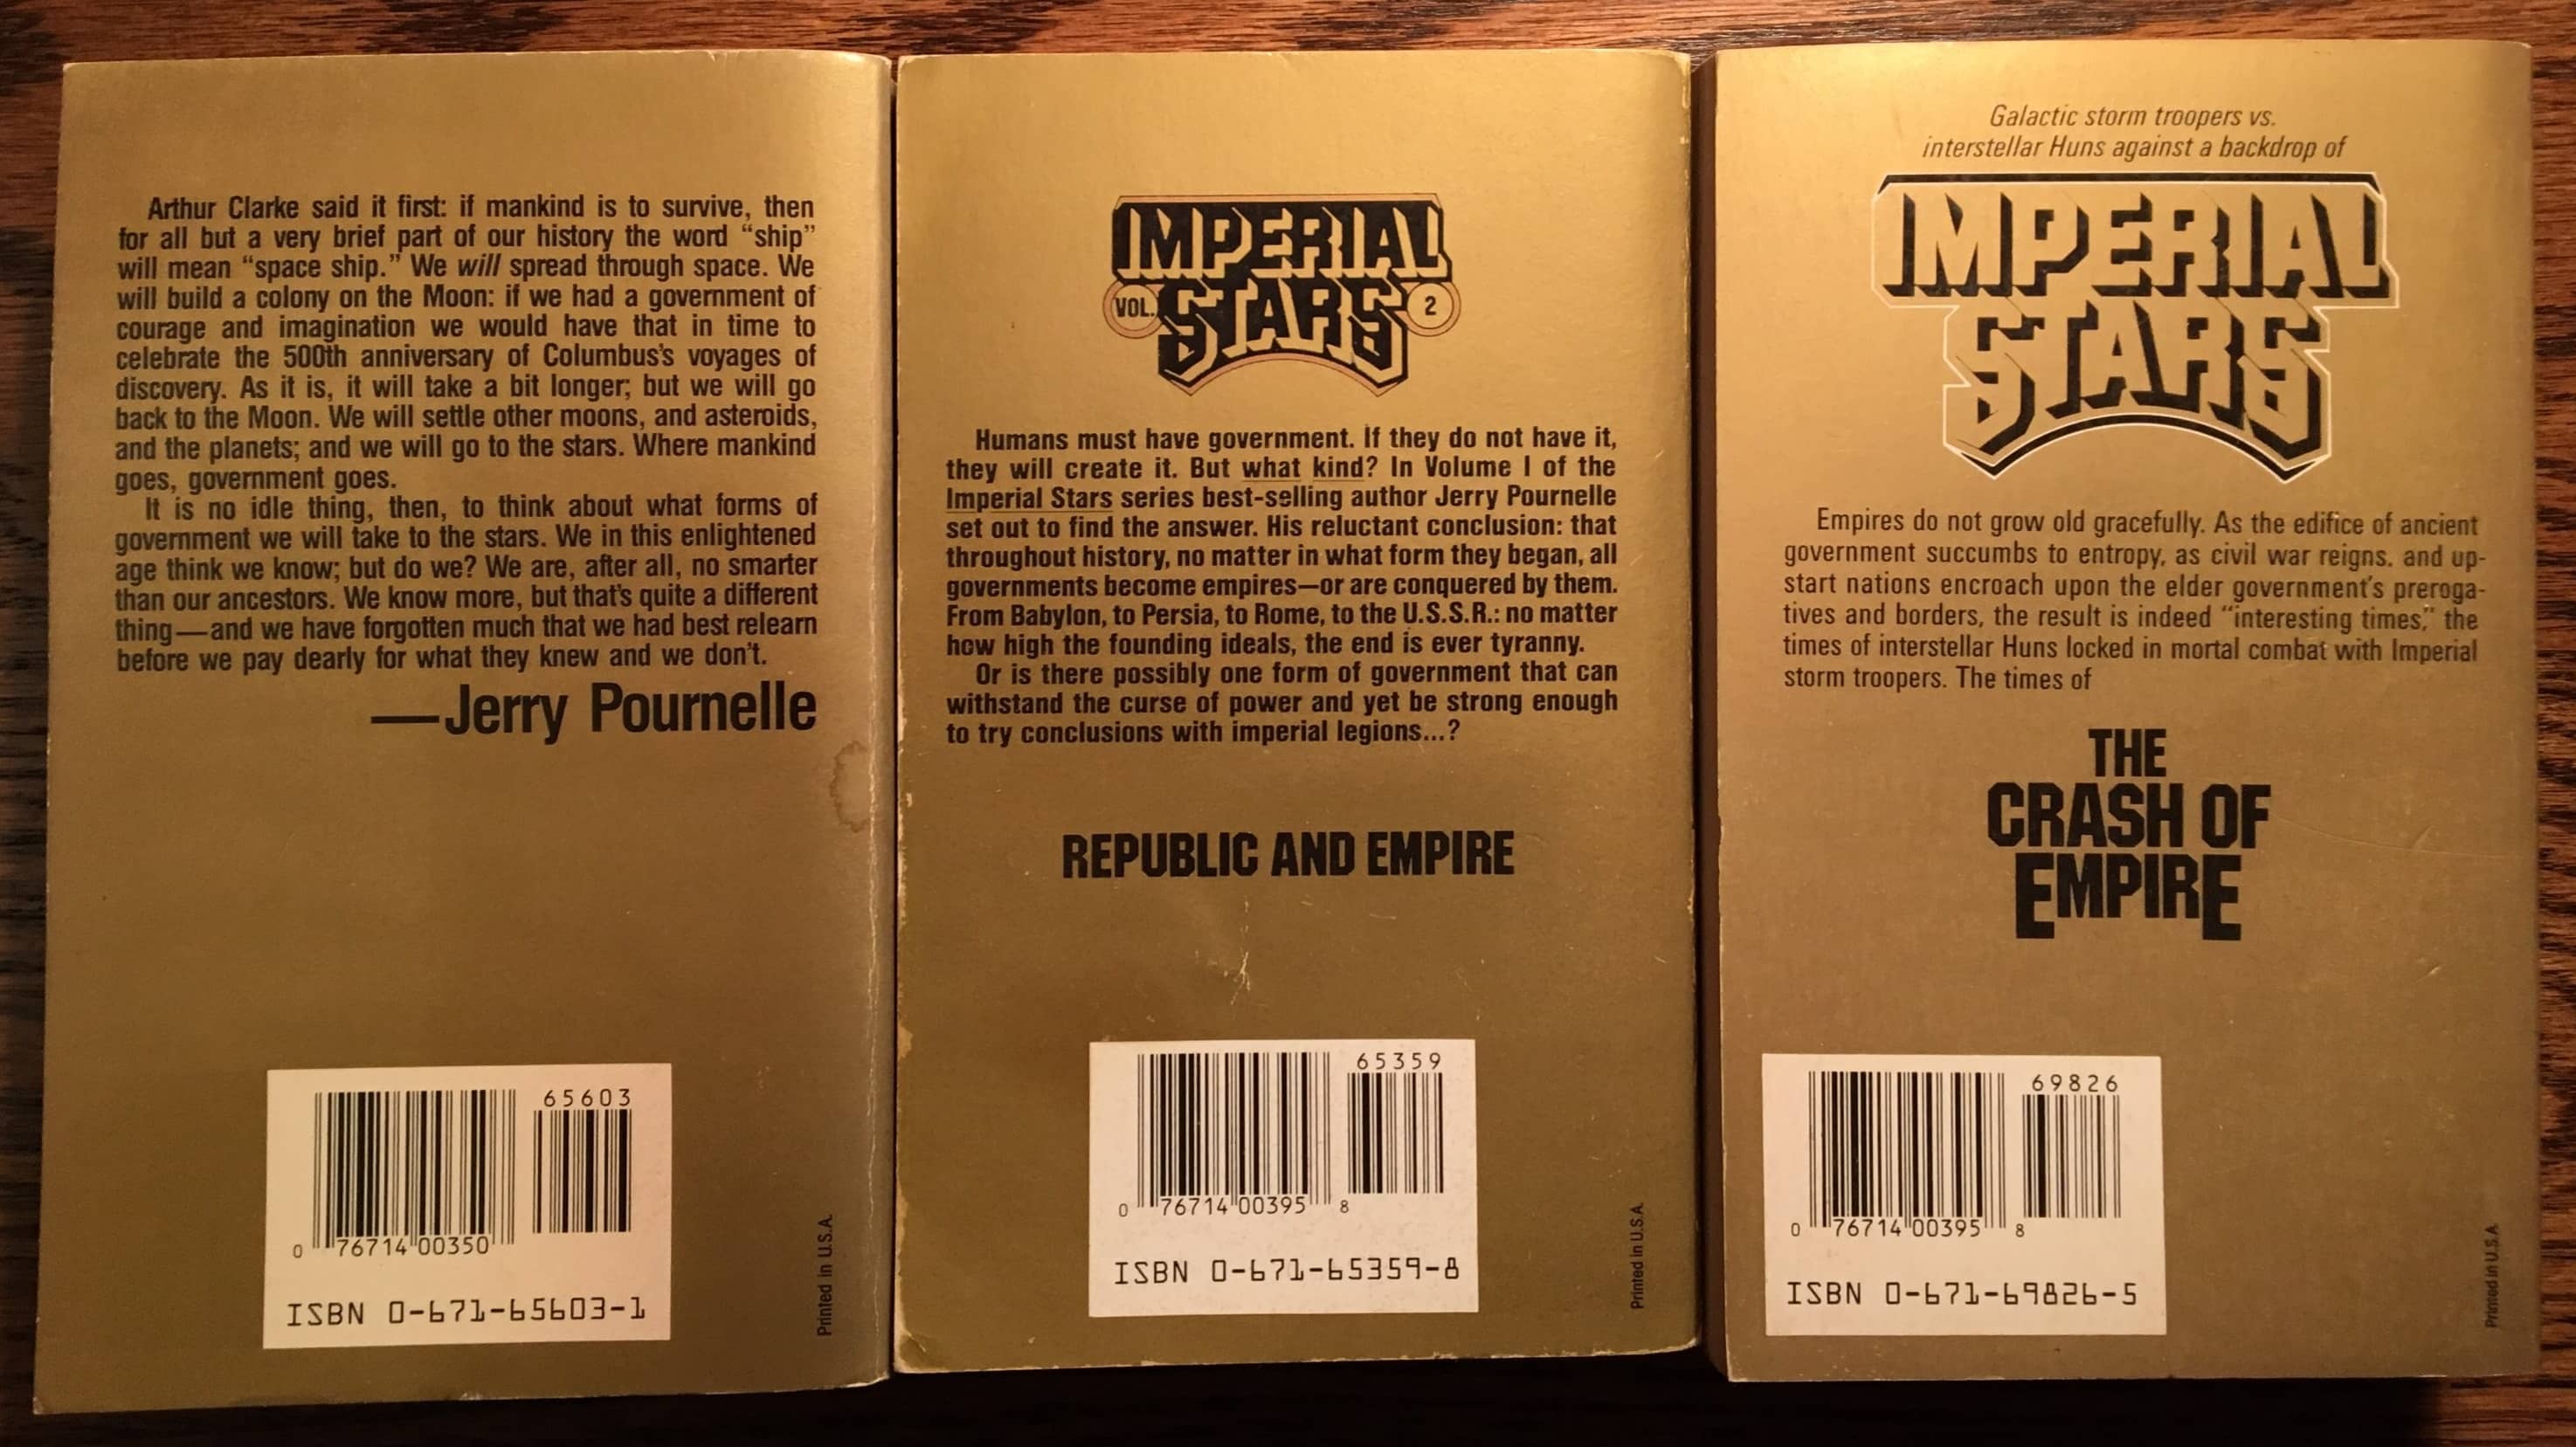 Arthur Clarke said it first: if mankind is to survive, then
for all but a very brief part of our history the word “ship”
will mean “space ship.” We will spread through space. We
will build a colony on the Moon: if we had a government of
courage and imagination we would have that in time to
celebrate the 500th anniversary of Columbus’s voyages of
discovery. As it is, it will take a bit longer; but we will go
back to the Moon. We will settle other moons, and asteroids,
and the planets; and we will go to the stars. Where mankind
goes, government goes.
It is no idle thing, then, to think about what forms of
government we will take to the stars. We in this enlightened
age think we know; but do we? We are, after all, no smarter
than our ancestors. We know more, but that’s quite a different
thing—and we have forgotten much that we had best relearn
before we pay dearly for what they knew and we don’t.
—Jerry Pournelle
65603
0 76714 00350
ISBN 0-671-65603-1
Printed in U.S.A.
IMPERIAL
VOL. STARS 2
Humans must have government. If they do not have it,
they will create it. But what kind? In Volume I of the
Imperial Stars series best-selling author Jerry Pournelle
set out to find the answer. His reluctant conclusion: that
throughout history, no matter in what form they began, all
governments become empires—or are conquered by them.
From Babylon, to Persia, to Rome, to the U.S.S.R.: no matter
how high the founding ideals, the end is ever tyranny.
Or is there possibly one form of government that can
withstand the curse of power and yet be strong enough
to try conclusions with imperial legions...?
REPUBLIC AND EMPIRE
65359
0 76714 00395 8
ISBN 0-671-65359-8
Printed in U.S.A.
Galactic storm troopers vs.
interstellar Huns against a backdrop of
IMPERIAL
STARS
Empires do not grow old gracefully. As the edifice of ancient
government succumbs to entropy, as civil war reigns. and up-
start nations encroach upon the elder government’s preroga-
tives and borders, the result is indeed “interesting times,” the
times of interstellar Huns locked in mortal combat with Imperial
storm troopers. The times of
THE
CRASH OF
EMPIRE
69826
0 76714 00395 8
ISBN 0-671-69826-5
Printed in U.S.A.